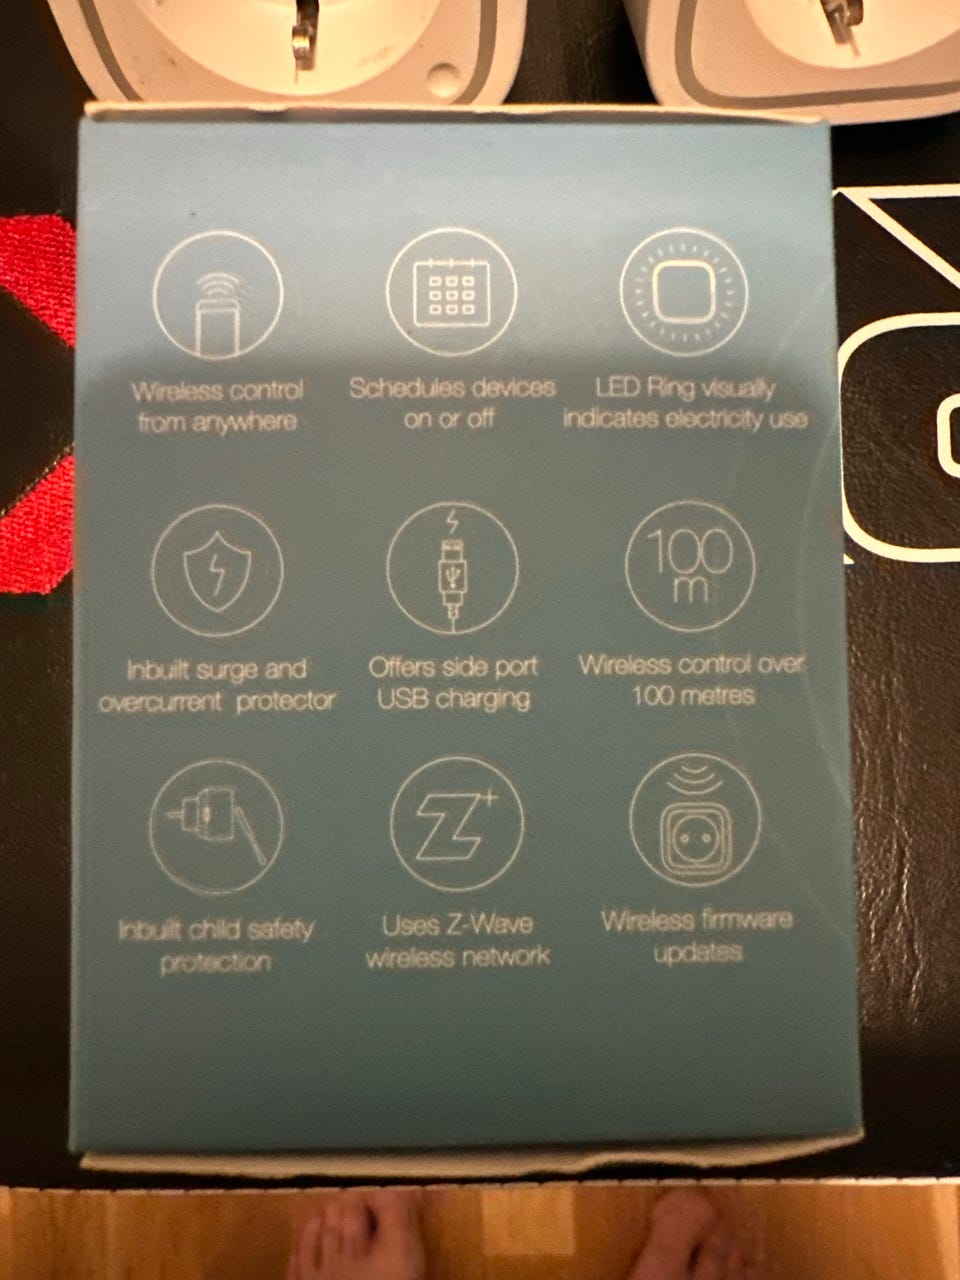 Wireless control
from anywhere
Schedules devices
on or off
LED Ring visually
indicates electricity use
100
m
Inbuilt surge and
overcurrent protector
Offers side port
USB charging
Wireless control over
100 metres
Z+
Inbuilt child safety
protection
Uses Z-Wave
wireless network
Wireless firmware
updates